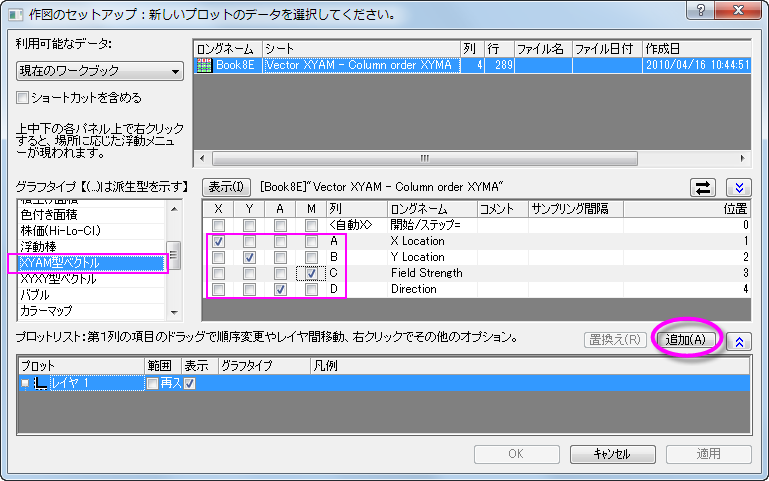 作図のセットアップ：新しいプロットのデータを選択してください。
利用可能なデータ:
現在のワークブック
ショートカットを含める
上中下の各パネル上で右クリック
すると、場所に応じた浮動メニュ
ーが現われます。
ロングネーム シート 列 行 ファイル名 ファイル日付 作成日
Book8E Vector XYAM - Column order XYMA 4 289 2010/04/16 10:44:51
グラフタイプ【(...)は派生型を示す】
色付き面積
株価(Hi-Lo-Cl.)
浮動棒
XYAM型ベクトル
XYXY型ベクトル
バブル
カラーマップ
表示(I) [Book8E]"Vector XYAM - Column order XYMA"
X Y A M 列 ロングネーム コメント サンプリング間隔 位置
<自動X> 開始/ステップ= 0
A X Location 1
B Y Location 2
C Field Strength 3
D Direction 4
プロットリスト：第1列の項目のドラッグで順序変更やレイヤ間移動、右クリックでその他のオプション。
置換え(R) 追加(A)
プロット 範囲 表示 グラフタイプ 凡例
レイヤ 1 再ス
OK キャンセル 適用